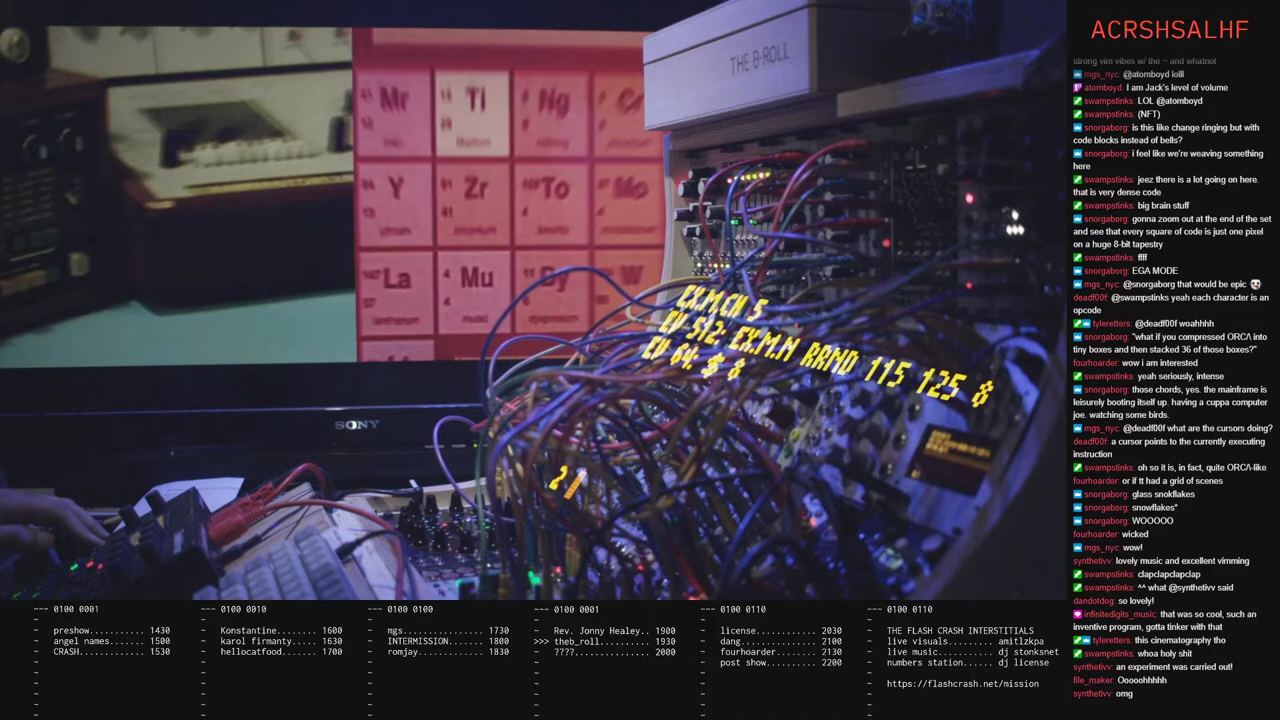 ACRSHSALHF
strong vim vibes w/ the ~ and whatnot
mgs_nyc: @atomboyd lolll
atomboyd: I am Jack's level of volume
swampstinks: LOL @atomboyd
swampstinks: (NFT)
snorgaborg: is this like change ringing but with
code blocks instead of bells?
snorgaborg: i feel like we're weaving something
here
swampstinks: jeez there is a lot going on here.
that is very dense code
swampstinks: big brain stuff
snorgaborg: gonna zoom out at the end of the set
and see that every square of code is just one pixel
on a huge 8-bit tapestry
swampstinks: ffff
snorgaborg: EGA MODE
mgs_nyc: @snorgaborg that would be epic 💀
deadf00f: @swampstinks yeah each character is an
opcode
tyleretters: @deadf00f woahhhh
snorgaborg: "what if you compressed ORCΛ into
tiny boxes and then stacked 36 of those boxes?"
fourhoarder: wow i am interested
swampstinks: yeah seriously, intense
snorgaborg: those chords, yes. the mainframe is
leisurely booting itself up. having a cuppa computer
joe. watching some birds.
mgs_nyc: @deadf00f what are the cursors doing?
deadf00f: a cursor points to the currently executing
instruction
swampstinks: oh so it is, in fact, quite ORCΛ-like
fourhoarder: or if tt had a grid of scenes
snorgaborg: glass snokflakes
snorgaborg: snowflakes*
snorgaborg: WOOOOO
fourhoarder: wicked
mgs_nyc: wow!
synthetivv: lovely music and excellent vimming
swampstinks: clapclapclapclap
swampstinks: ^^ what @synthetivv said
dandotdog: so lovely!
infinitedigits_music: that was so cool, such an
inventive program, gotta tinker with that
tyleretters: this cinematography tho
swampstinks: whoa holy shit
synthetivv: an experiment was carried out!
file_maker: Ooooohhhhh
synthetivv: omg
THE B-ROLL
Mr
Ti
Ng
Cr
Y
Zr
To
Mo
La
Mu
Dy
W
EX.M.CH 5
EV 512: EX.M.N RRND 115 125 8
EV 64: $ 8
2
SONY
~~~ 0100 0001
preshow.......... 1430
angel names...... 1500
CRASH............ 1530
~~~ 0100 0010
Konstantine...... 1600
karol firmanty... 1630
hellocatfood..... 1700
~~~ 0100 0100
mgs.............. 1730
INTERMISSION..... 1800
romjay........... 1830
~~~ 0100 0001
Rev. Jonny Healey.. 1900
>>> theb_roll.......... 1930
????............... 2000
~~~ 0100 0110
license.......... 2030
dang............. 2100
fourhoarder...... 2130
post show........ 2200
~~~ 0100 0110
THE FLASH CRASH INTERSTITIALS
live visuals..... amitlzkpa
live music....... dj stonksnet
numbers station.. dj license
https://flashcrash.net/mission